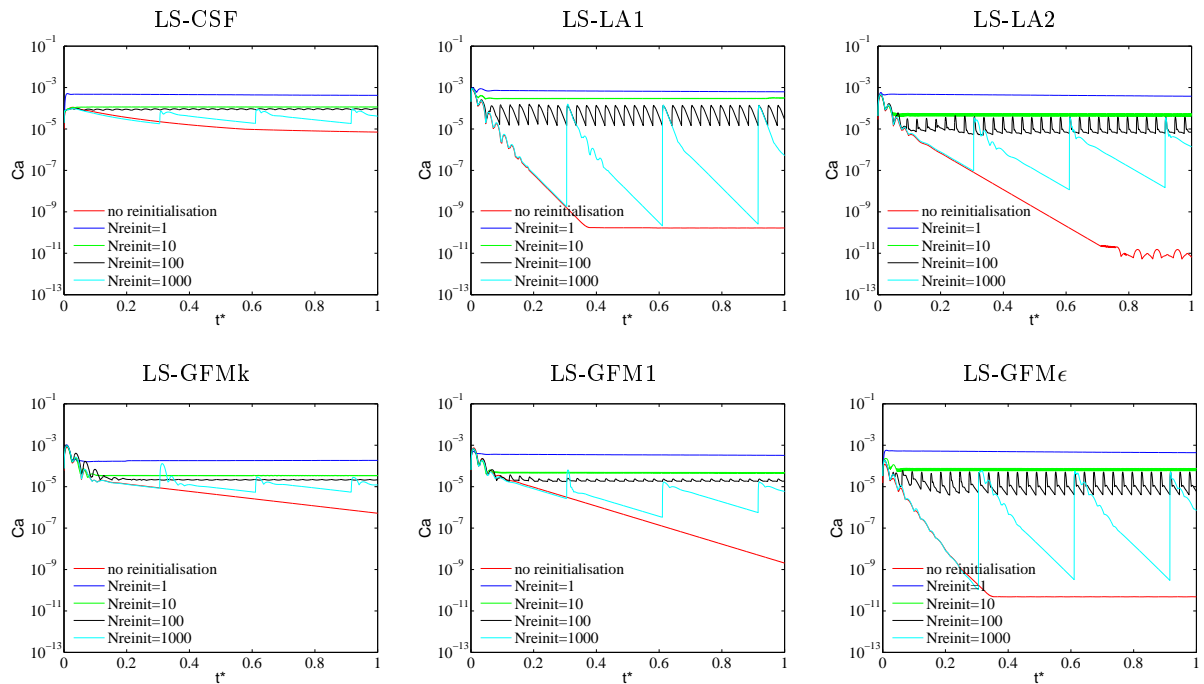 LS-CSF
LS-LA1
LS-LA2
10^-1
10^-3
10^-5
10^-7
10^-9
10^-11
10^-13
Ca
no reinitialisation
Nreinit=1
Nreinit=10
Nreinit=100
Nreinit=1000
0 0.2 0.4 0.6 0.8 1
t*
10^-1
10^-3
10^-5
10^-7
10^-9
10^-11
10^-13
Ca
no reinitialisation
Nreinit=1
Nreinit=10
Nreinit=100
Nreinit=1000
0 0.2 0.4 0.6 0.8 1
t*
10^-1
10^-3
10^-5
10^-7
10^-9
10^-11
10^-13
Ca
no reinitialisation
Nreinit=1
Nreinit=10
Nreinit=100
Nreinit=1000
0 0.2 0.4 0.6 0.8 1
t*
LS-GFMk
LS-GFM1
LS-GFMϵ
10^-1
10^-3
10^-5
10^-7
10^-9
10^-11
10^-13
Ca
no reinitialisation
Nreinit=1
Nreinit=10
Nreinit=100
Nreinit=1000
0 0.2 0.4 0.6 0.8 1
t*
10^-1
10^-3
10^-5
10^-7
10^-9
10^-11
10^-13
Ca
no reinitialisation
Nreinit=1
Nreinit=10
Nreinit=100
Nreinit=1000
0 0.2 0.4 0.6 0.8 1
t*
10^-1
10^-3
10^-5
10^-7
10^-9
10^-11
10^-13
Ca
no reinitialisation
Nreinit=1
Nreinit=10
Nreinit=100
Nreinit=1000
0 0.2 0.4 0.6 0.8 1
t*